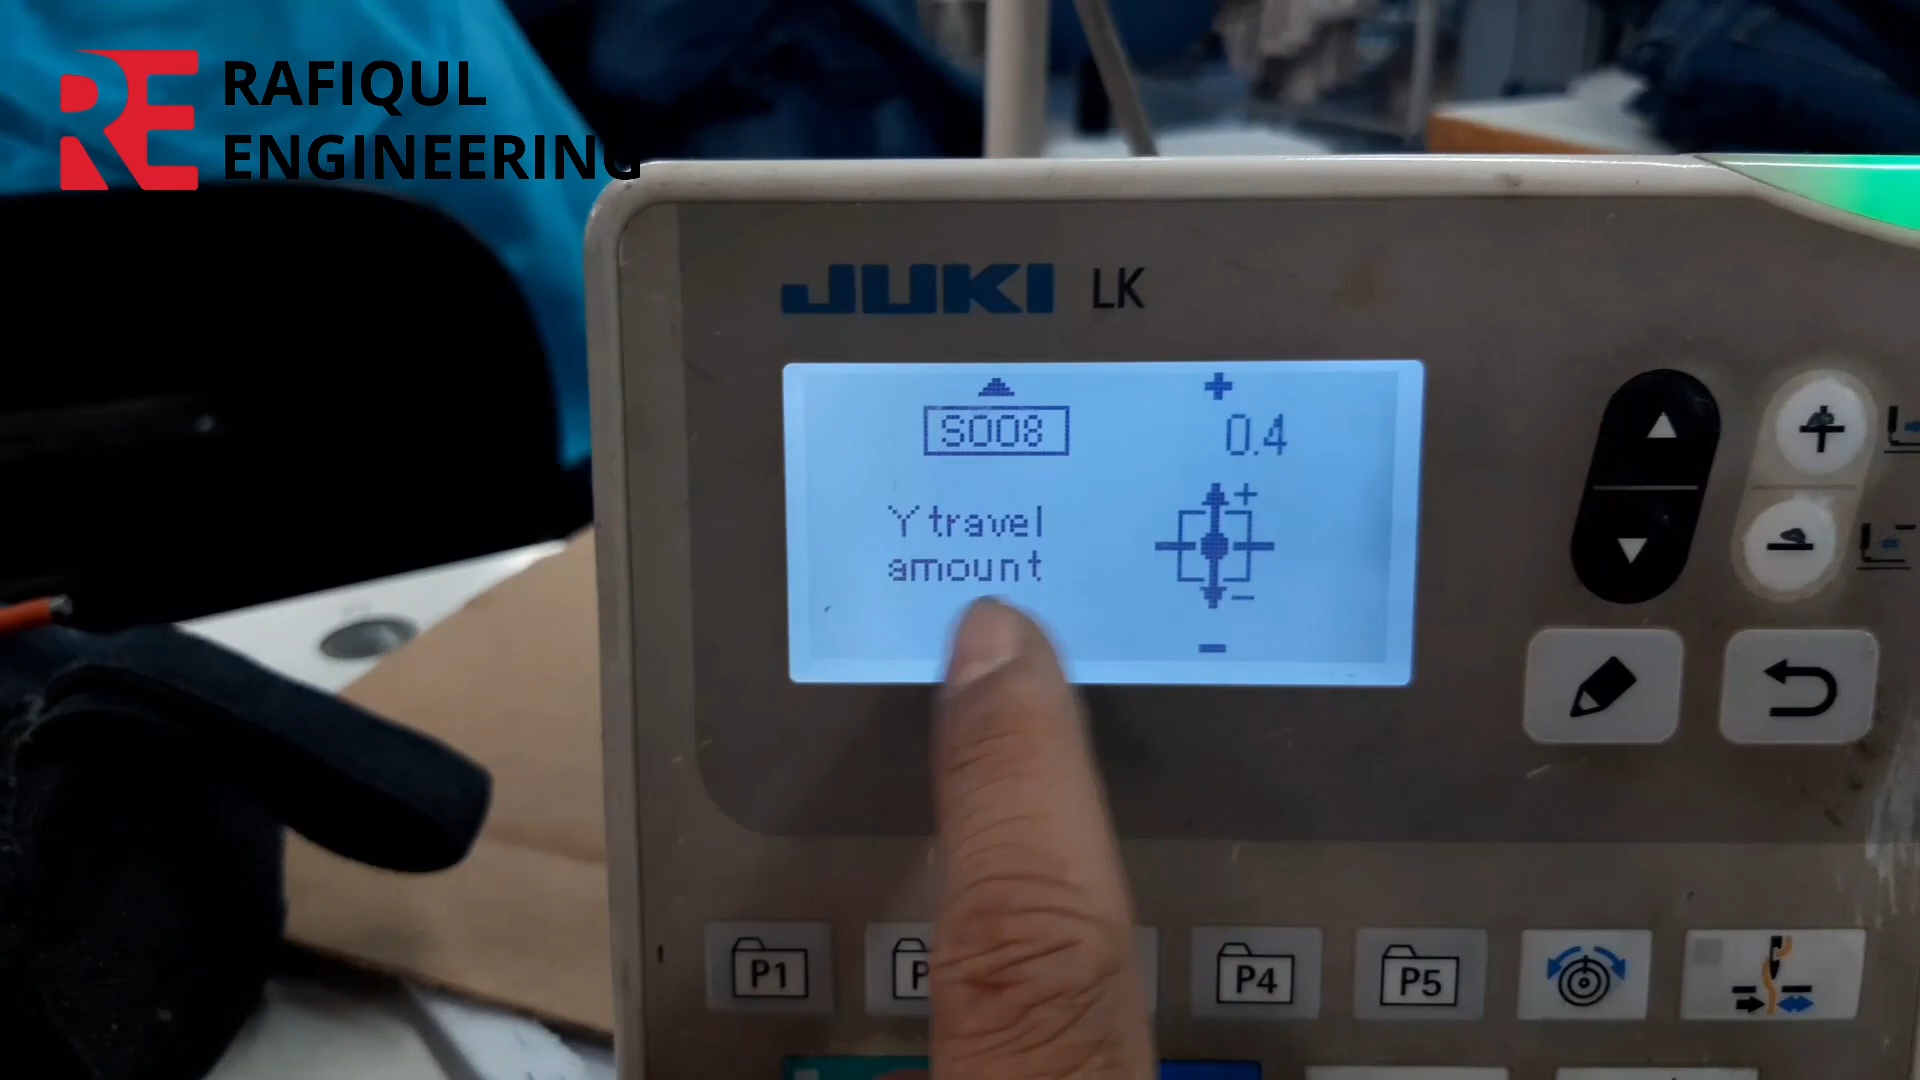 RAFIQUL
ENGINEERING
JUKI LK
S008
+
0.4
Y travel
amount
+
-
-
P1
P4
P5